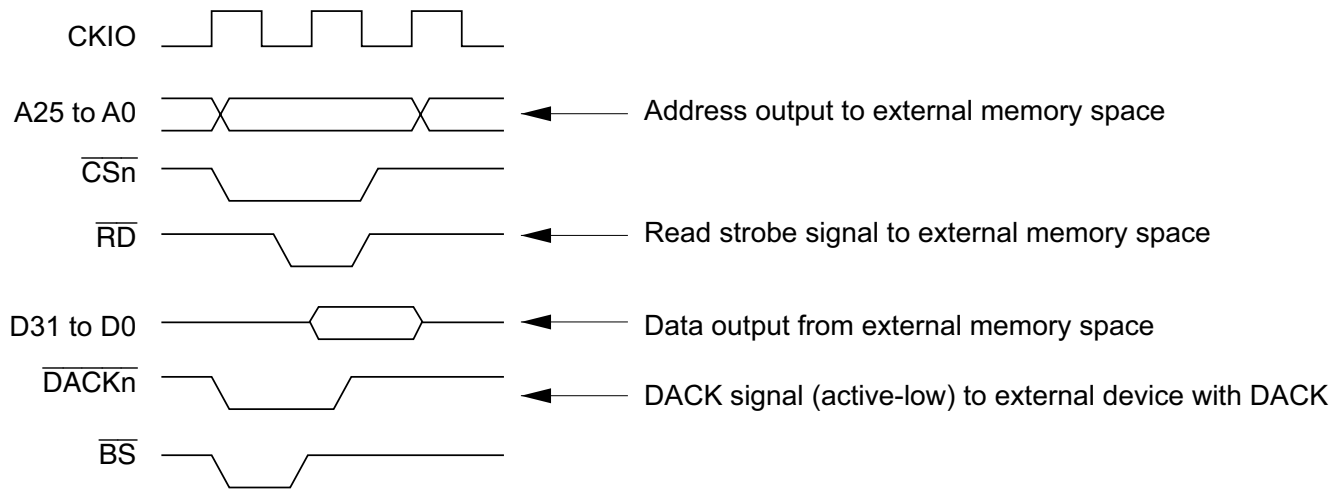 CKIO
A25 to A0
Address output to external memory space
CSn
RD
Read strobe signal to external memory space
D31 to D0
Data output from external memory space
DACKn
DACK signal (active-low) to external device with DACK
BS